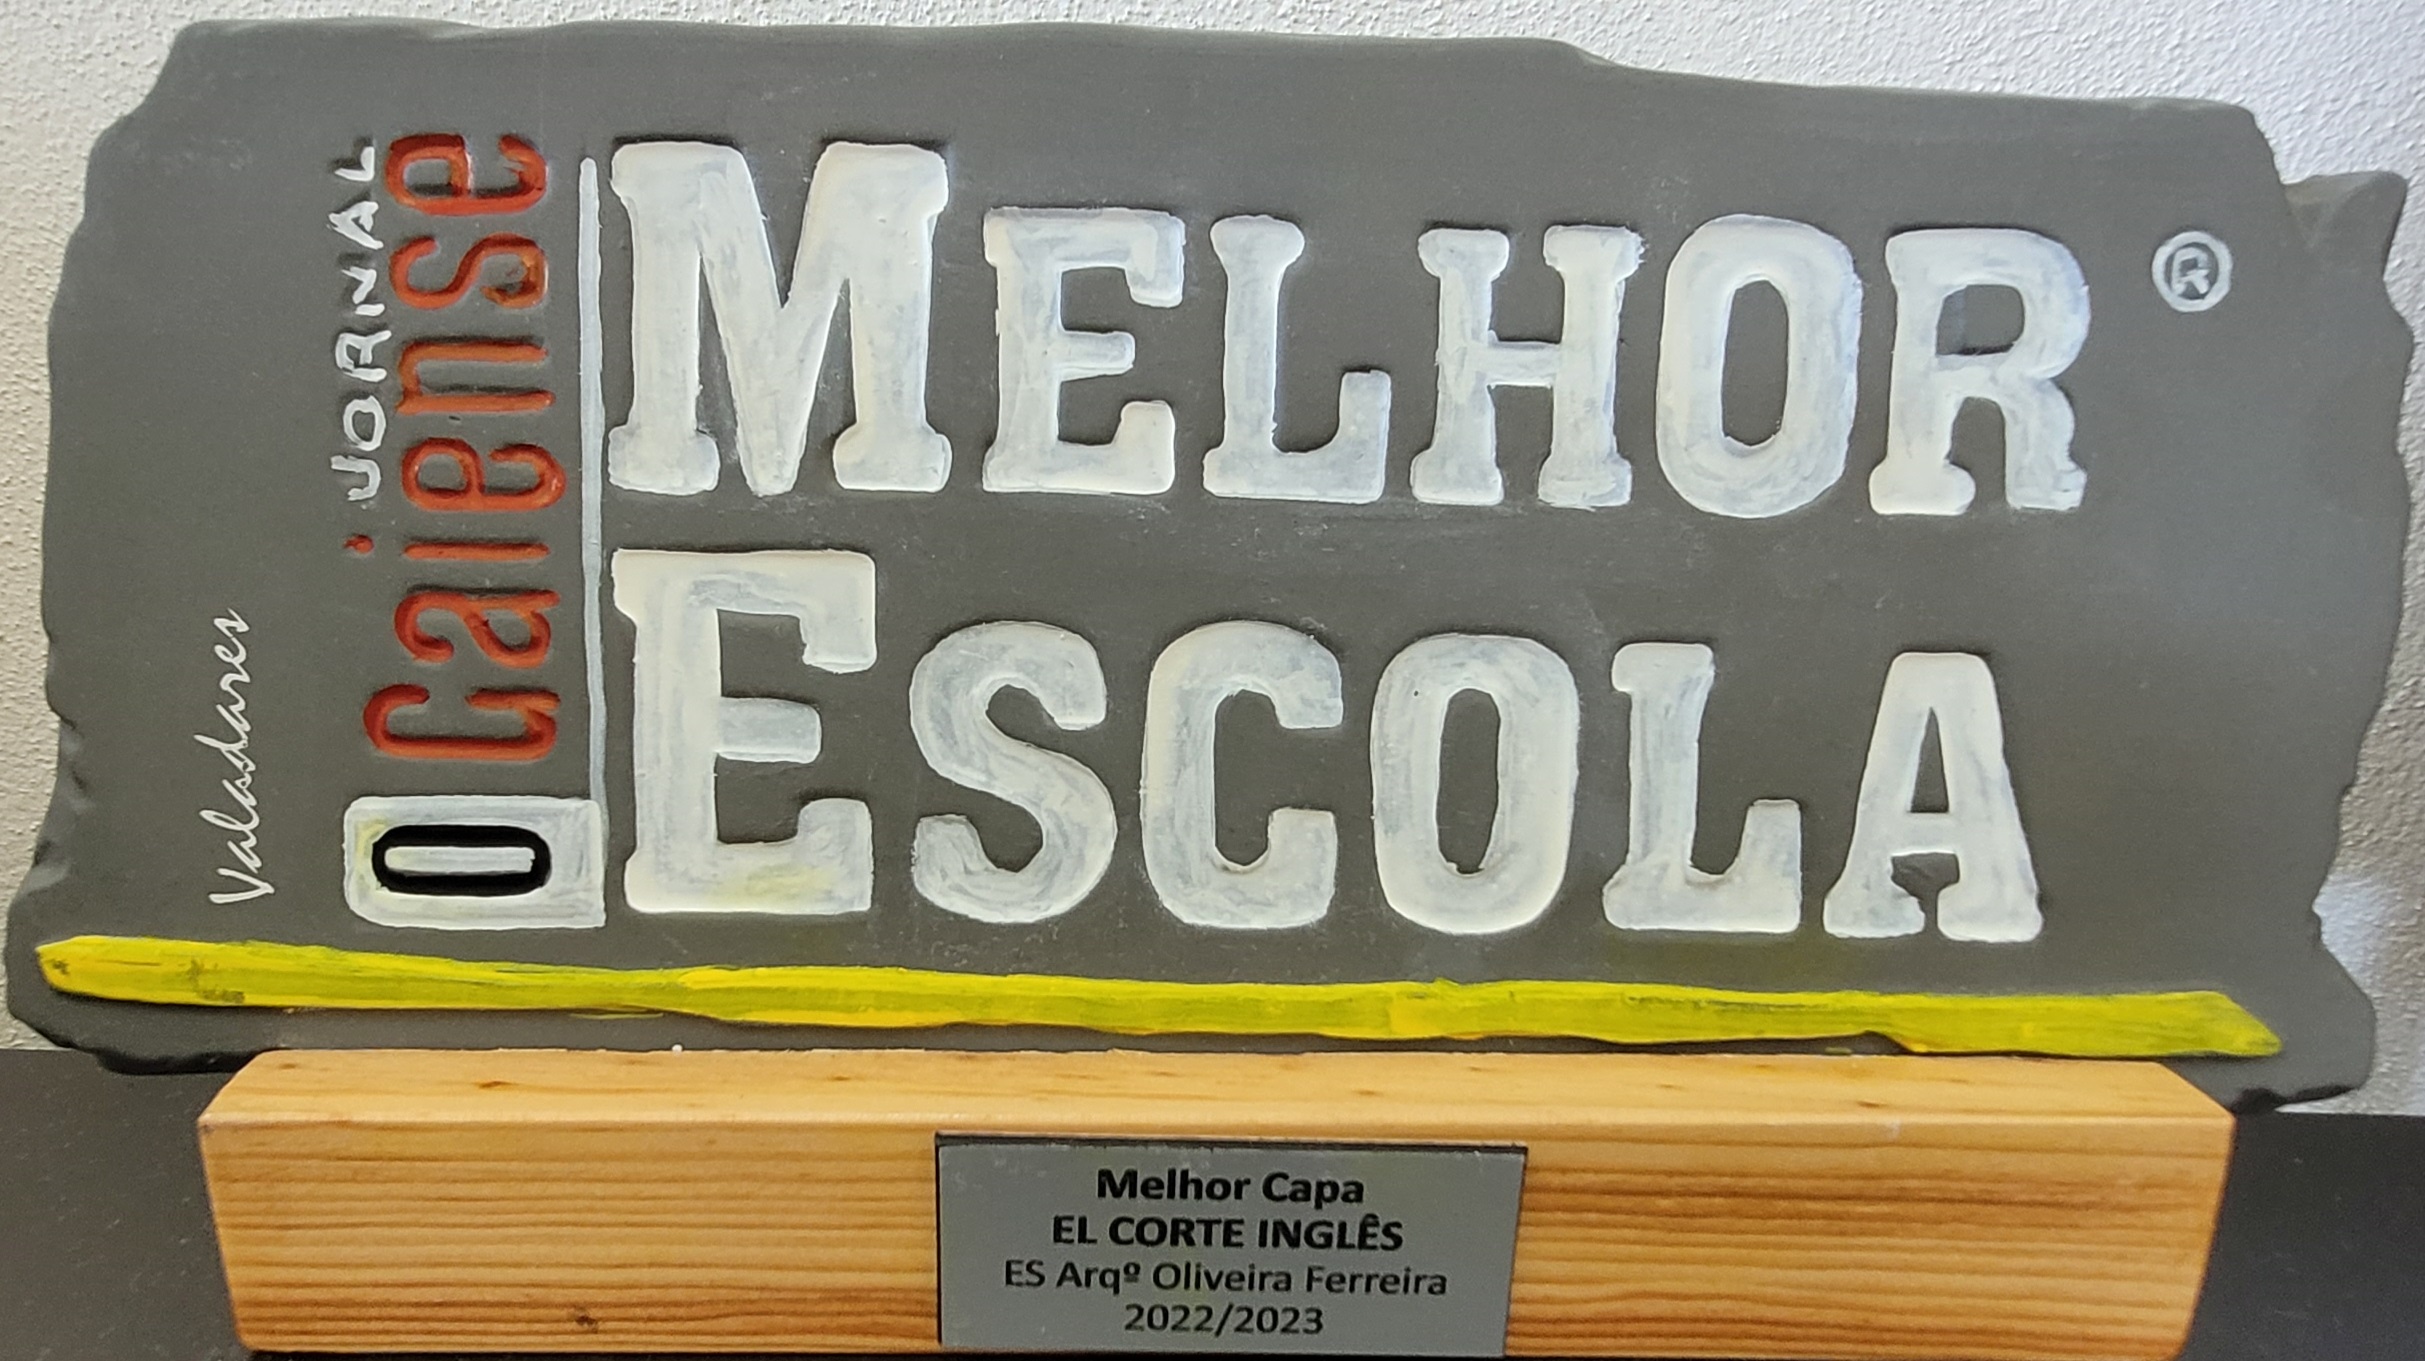 Valadares
JORNAL
O Gaiense
MELHOR ®
ESCOLA
Melhor Capa
EL CORTE INGLÊS
ES Arqº Oliveira Ferreira
2022/2023